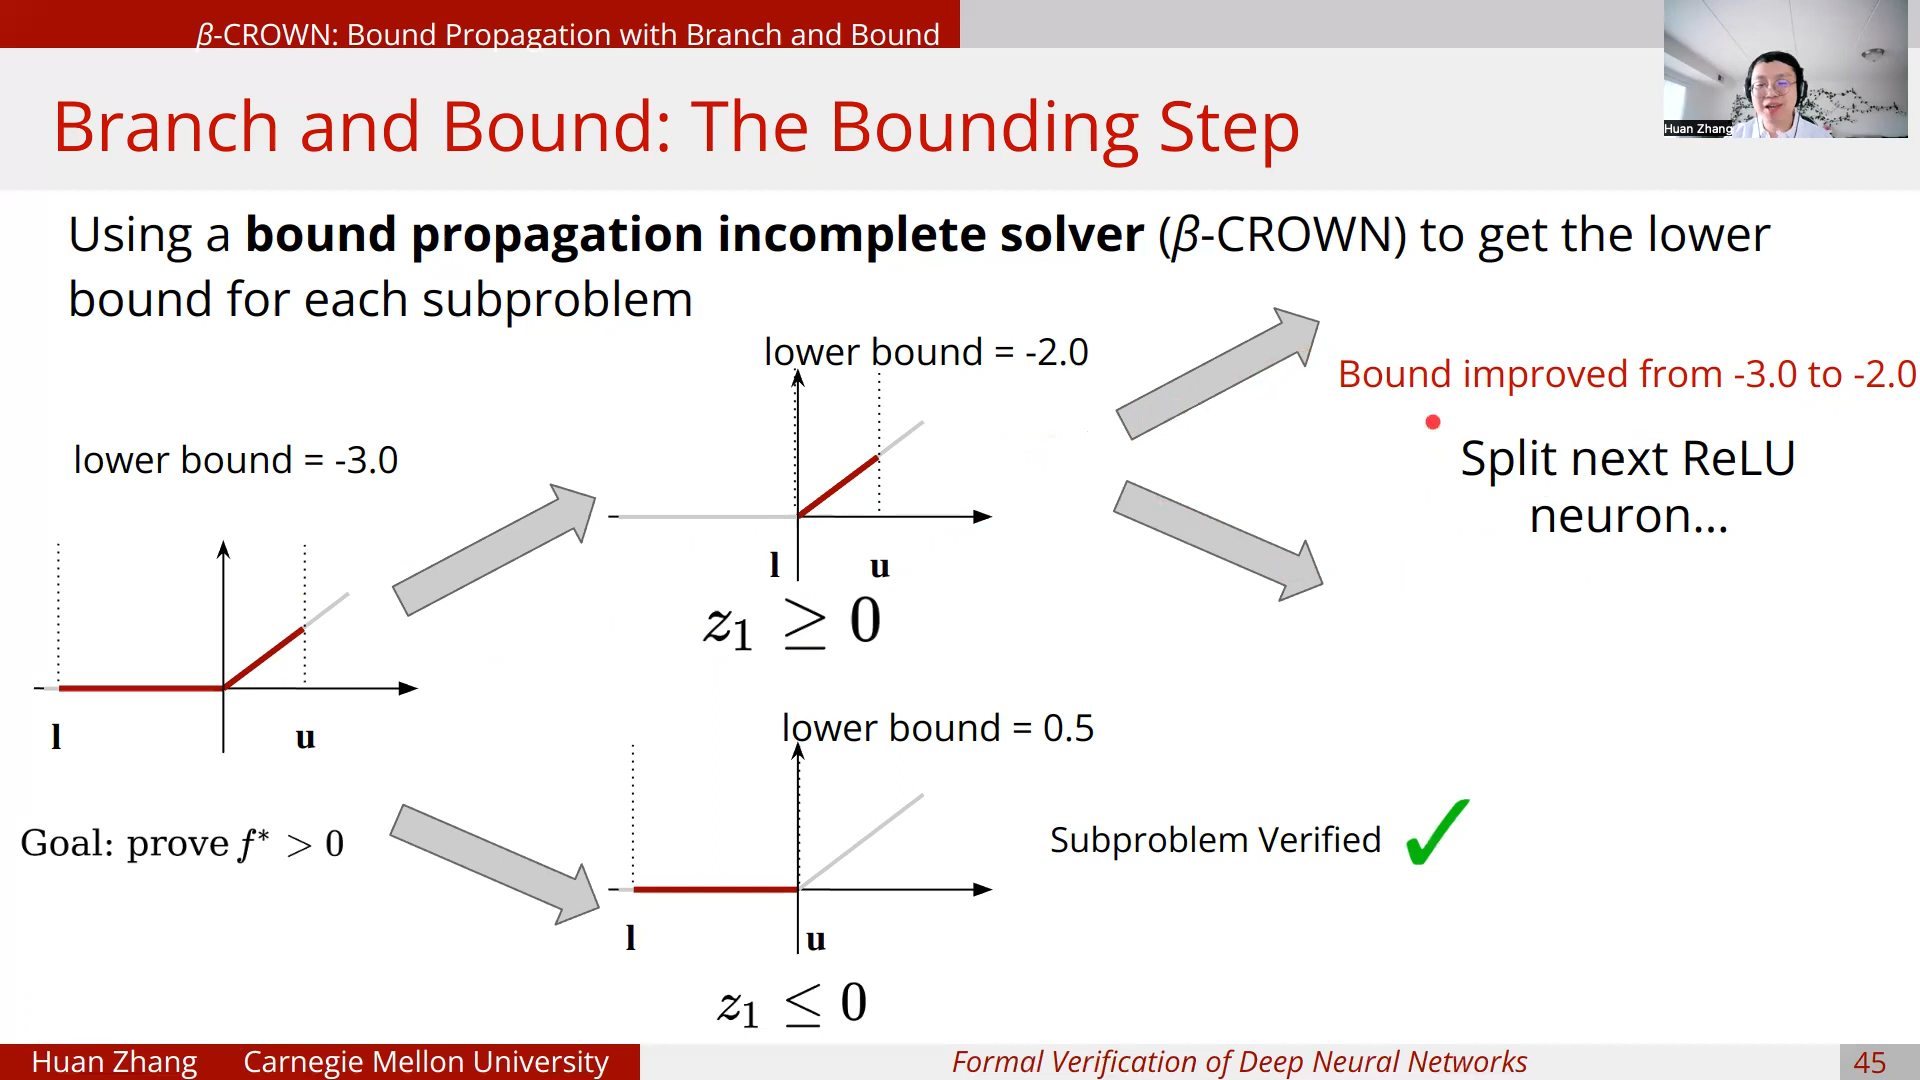 β-CROWN: Bound Propagation with Branch and Bound
Huan Zhang
Branch and Bound: The Bounding Step
Using a bound propagation incomplete solver (β-CROWN) to get the lower
bound for each subproblem
lower bound = -2.0
Bound improved from -3.0 to -2.0
Split next ReLU
neuron...
lower bound = -3.0
l u
z₁ ≥ 0
l u
lower bound = 0.5
Goal: prove f* > 0
Subproblem Verified ✓
l u
z₁ ≤ 0
Huan Zhang Carnegie Mellon University Formal Verification of Deep Neural Networks 45